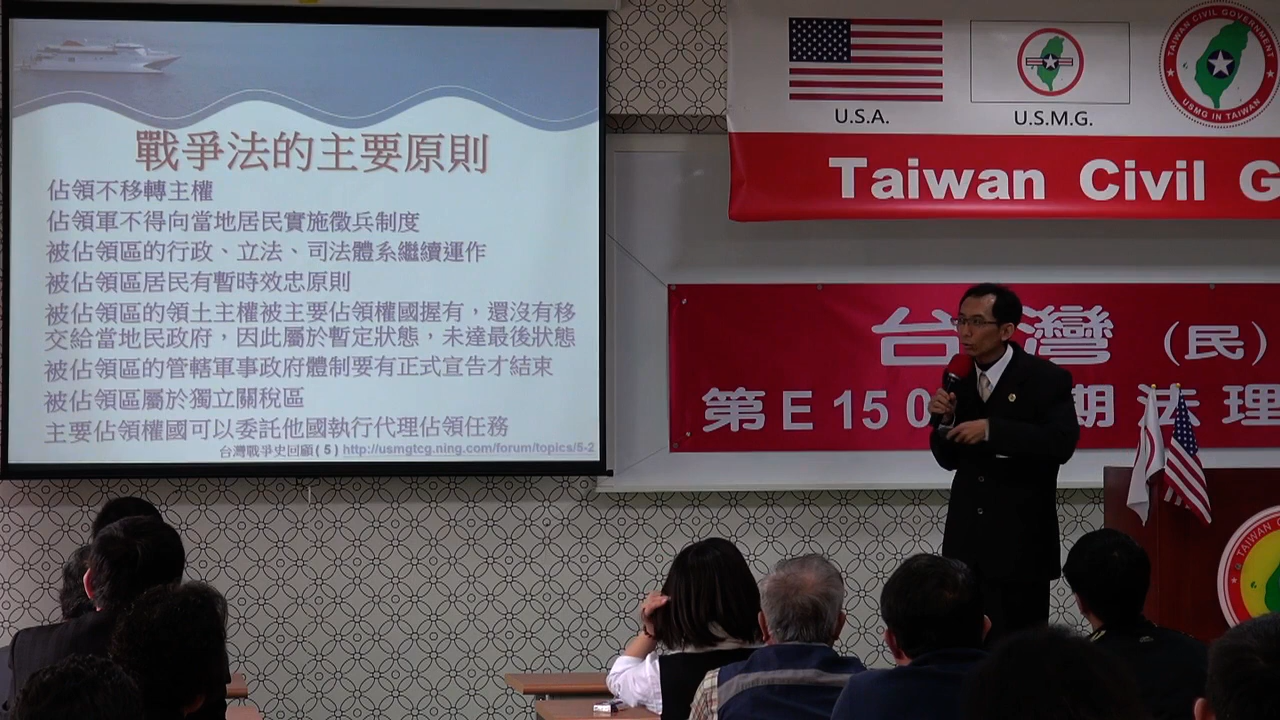 戰爭法的主要原則
佔領不移轉主權
佔領軍不得向當地居民實施徵兵制度
被佔領區的行政、立法、司法體系繼續運作
被佔領區居民有暫時效忠原則
被佔領區的領土主權被主要佔領權國握有，還沒有移
交給當地民政府，因此屬於暫定狀態，未達最後狀態
被佔領區的管轄軍事政府體制要有正式宣告才結束
被佔領區屬於獨立關稅區
主要佔領權國可以委託他國執行代理佔領任務
台灣戰爭史回顧(5) http://usmgtcg.ning.com/forum/topics/5-2
U.S.A.
U.S.M.G.
TAIWAN CIVIL GOVERNMENT
USMG IN TAIWAN
Taiwan Civil G
台灣（民）
第E150 期法理
TAIWAN